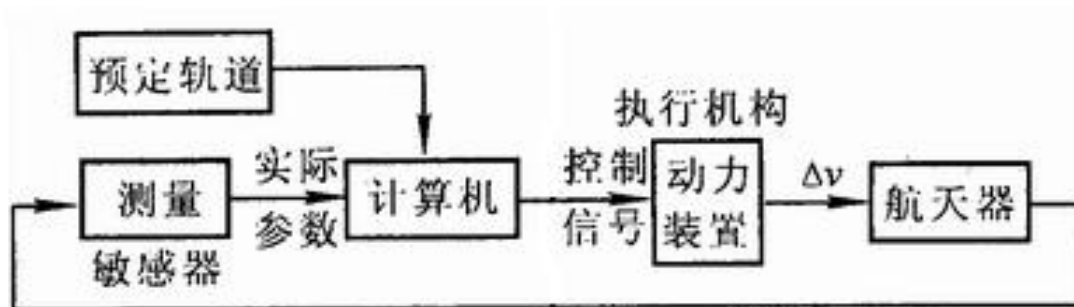 预定轨道
执行机构
测量
实际
参数
计算机
控制
信号
动力
装置
Δv
航天器
敏感器